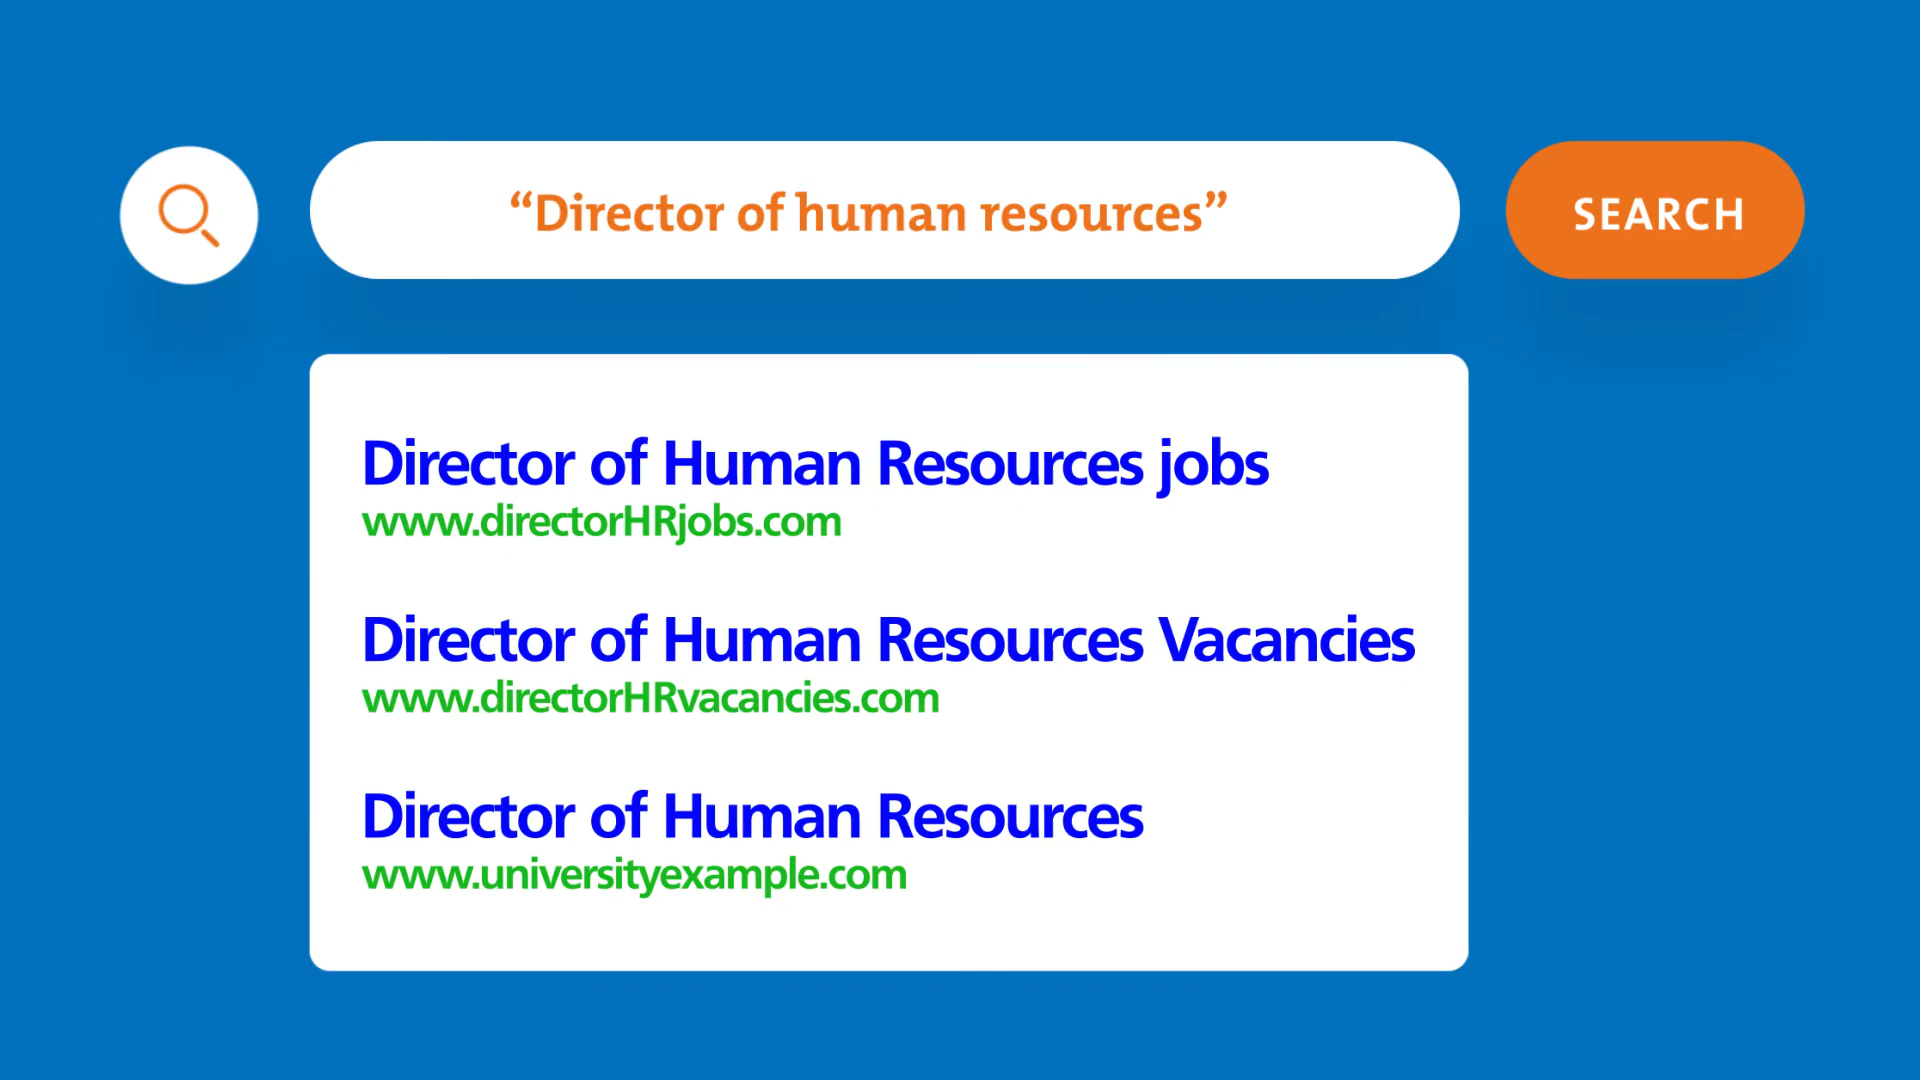 “Director of human resources”
SEARCH
Director of Human Resources jobs
www.directorHRjobs.com
Director of Human Resources Vacancies
www.directorHRvacancies.com
Director of Human Resources
www.universityexample.com